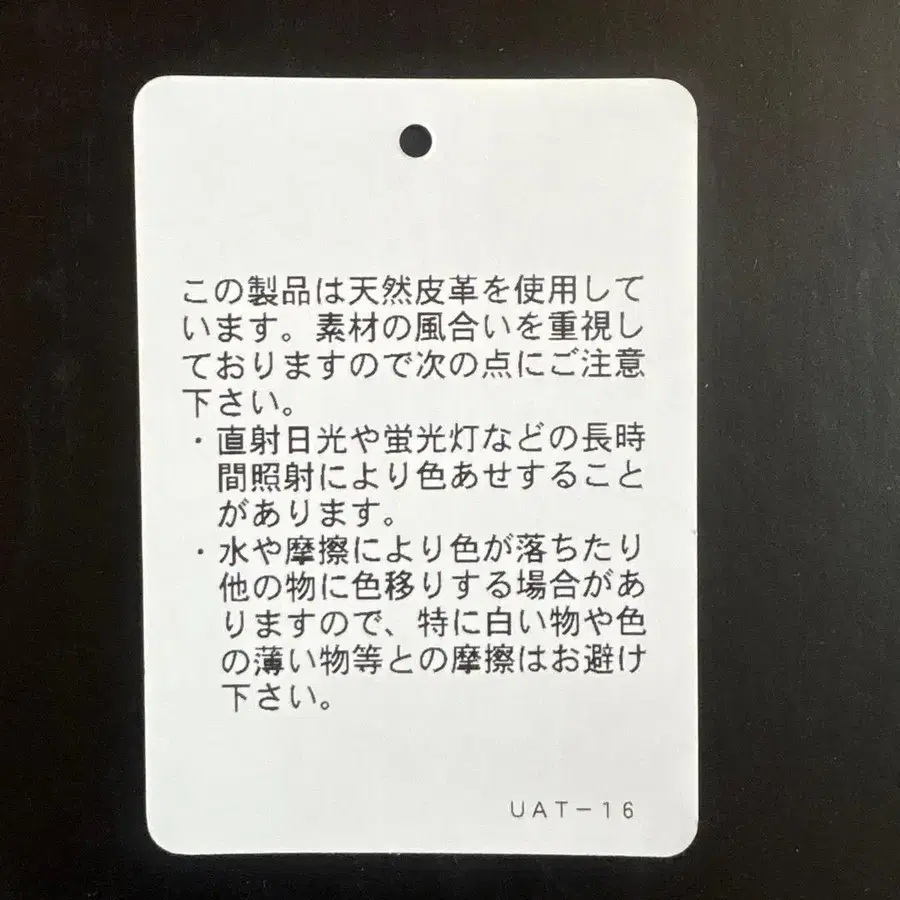 この製品は天然皮革を使用して
います。素材の風合いを重視し
ておりますので次の点にご注意
下さい。
・直射日光や蛍光灯などの長時
間照射により色あせすること
があります。
・水や摩擦により色が落ちたり
他の物に色移りする場合があ
りますので、特に白い物や色
の薄い物等との摩擦はお避け
下さい。
UAT-16